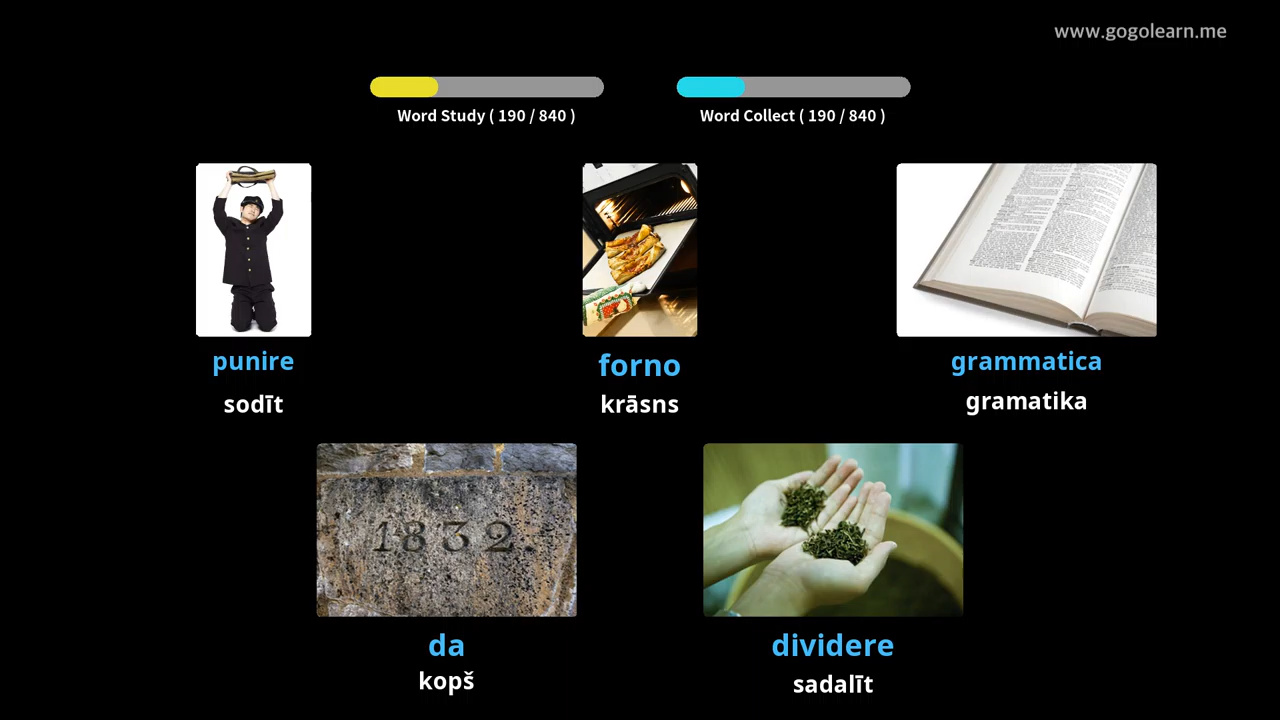 www.gogolearn.me
Word Study ( 190 / 840 )
Word Collect ( 190 / 840 )
punire
sodīt
forno
krāsns
grammatica
gramatika
1832
da
kopš
dividere
sadalīt